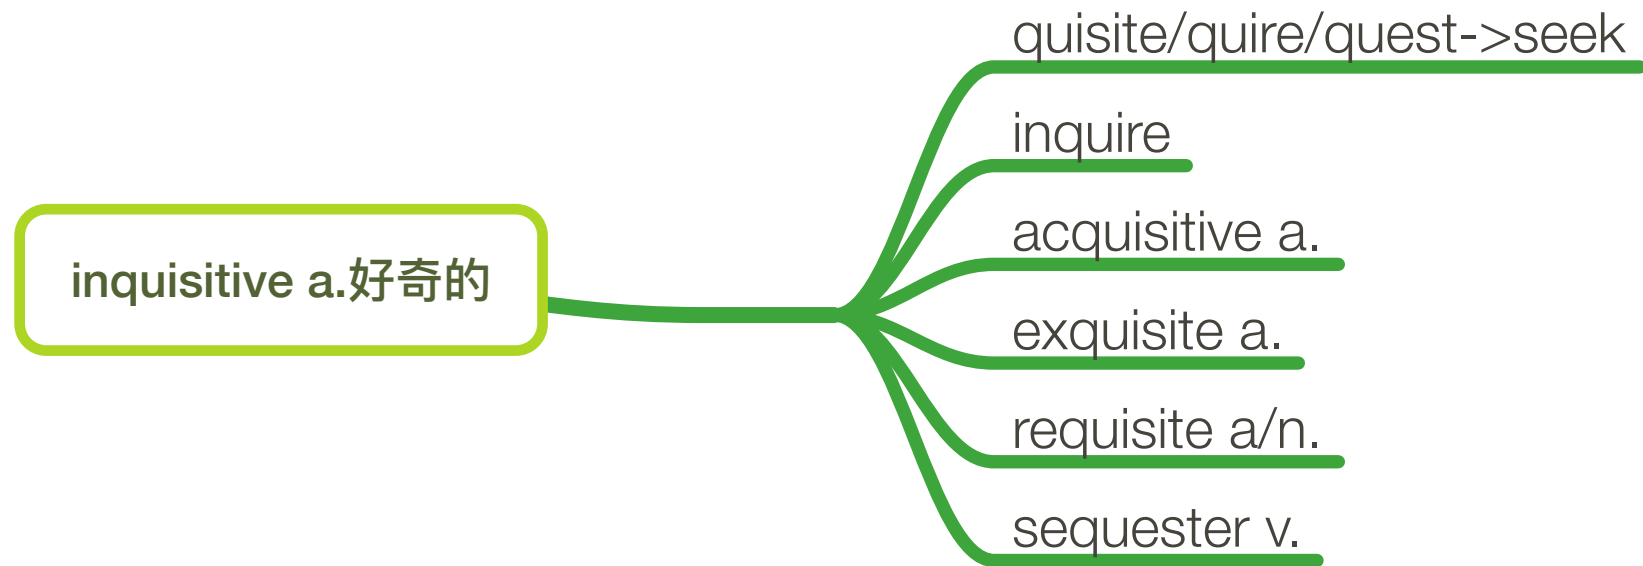 inquisitive a.好奇的
quisite/quire/quest->seek
inquire
acquisitive a.
exquisite a.
requisite a/n.
sequester v.